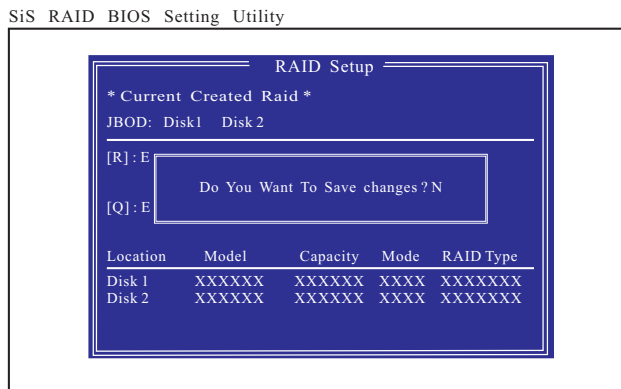 SiS RAID BIOS Setting Utility
RAID Setup
* Current Created Raid *
JBOD: Disk1 Disk 2
[R] : E
Do You Want To Save changes ? N
[Q] : E
Location Model Capacity Mode RAID Type
Disk 1 XXXXXX XXXXXX XXXX XXXXXXX
Disk 2 XXXXXX XXXXXX XXXX XXXXXXX